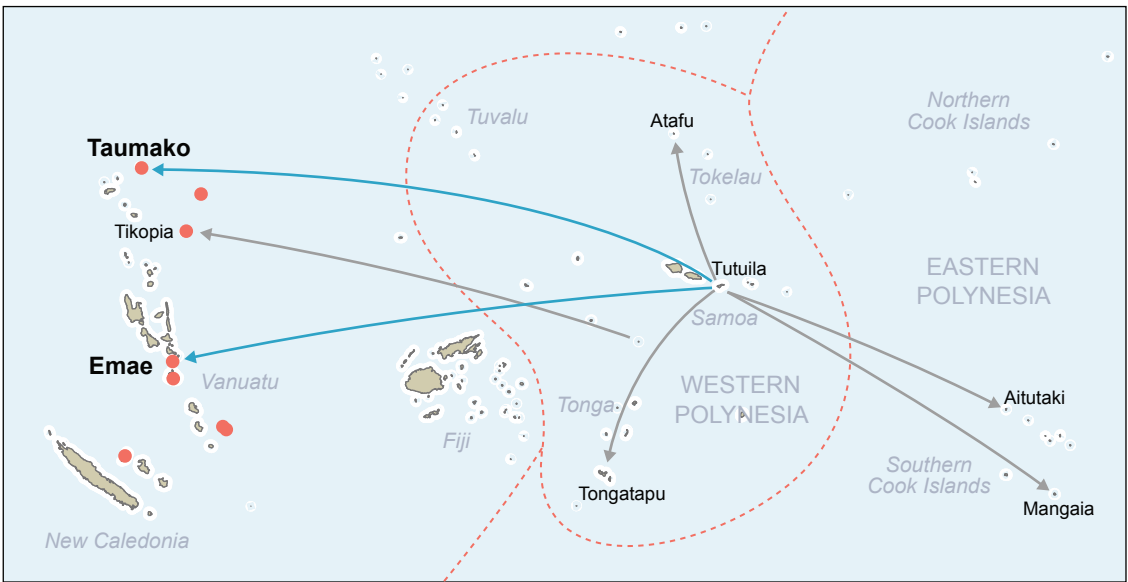 Atafu
Tuvalu
Northern
Cook Islands
Taumako
Tokelau
Tikopia
Tutuila
EASTERN
POLYNESIA
Samoa
Emae
Vanuatu
WESTERN
POLYNESIA
Tonga
Aitutaki
Fiji
Southern
Cook Islands
Tongatapu
Mangaia
New Caledonia